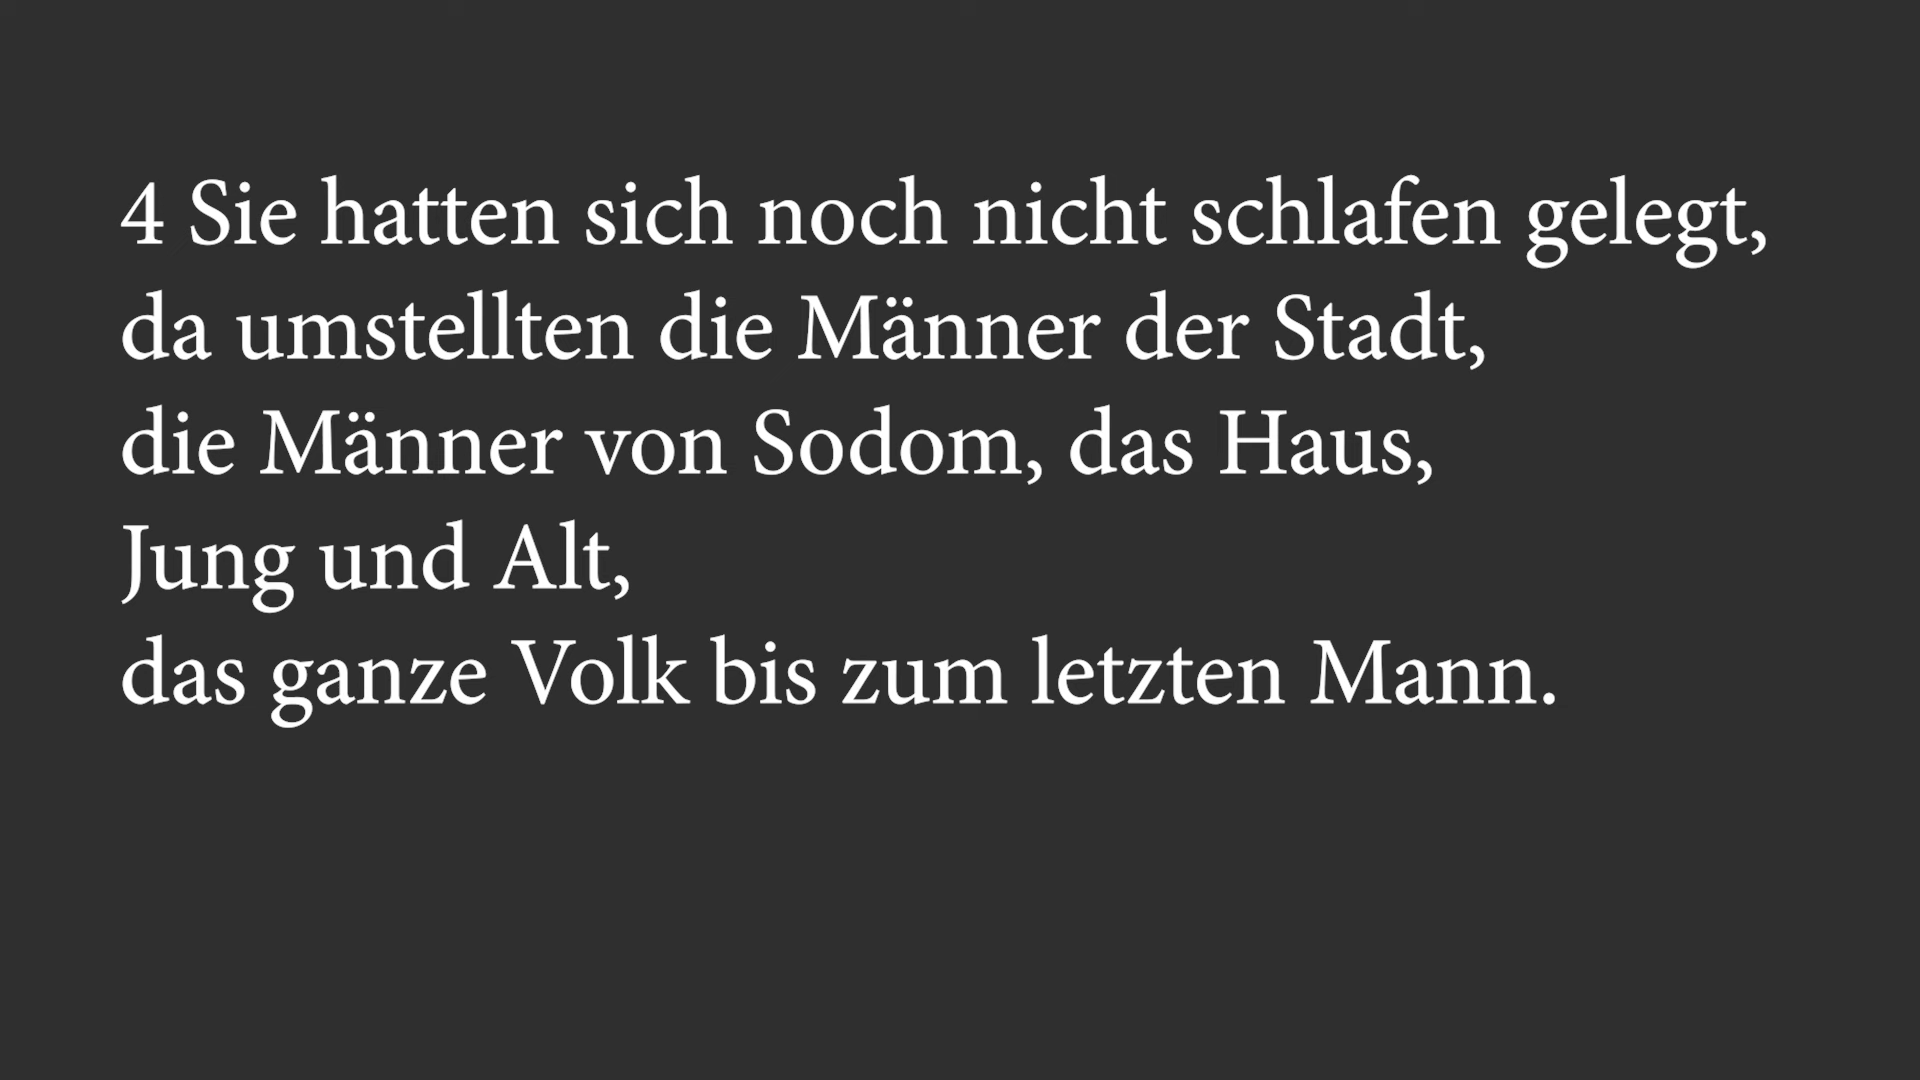 4 Sie hatten sich noch nicht schlafen gelegt,
da umstellten die Männer der Stadt,
die Männer von Sodom, das Haus,
Jung und Alt,
das ganze Volk bis zum letzten Mann.